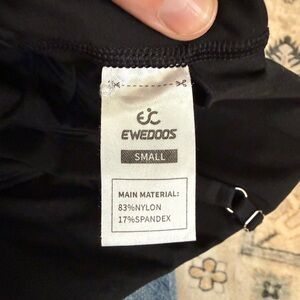 EWEDOOS
SMALL
MAIN MATERIAL:
83%NYLON
17%SPANDEX